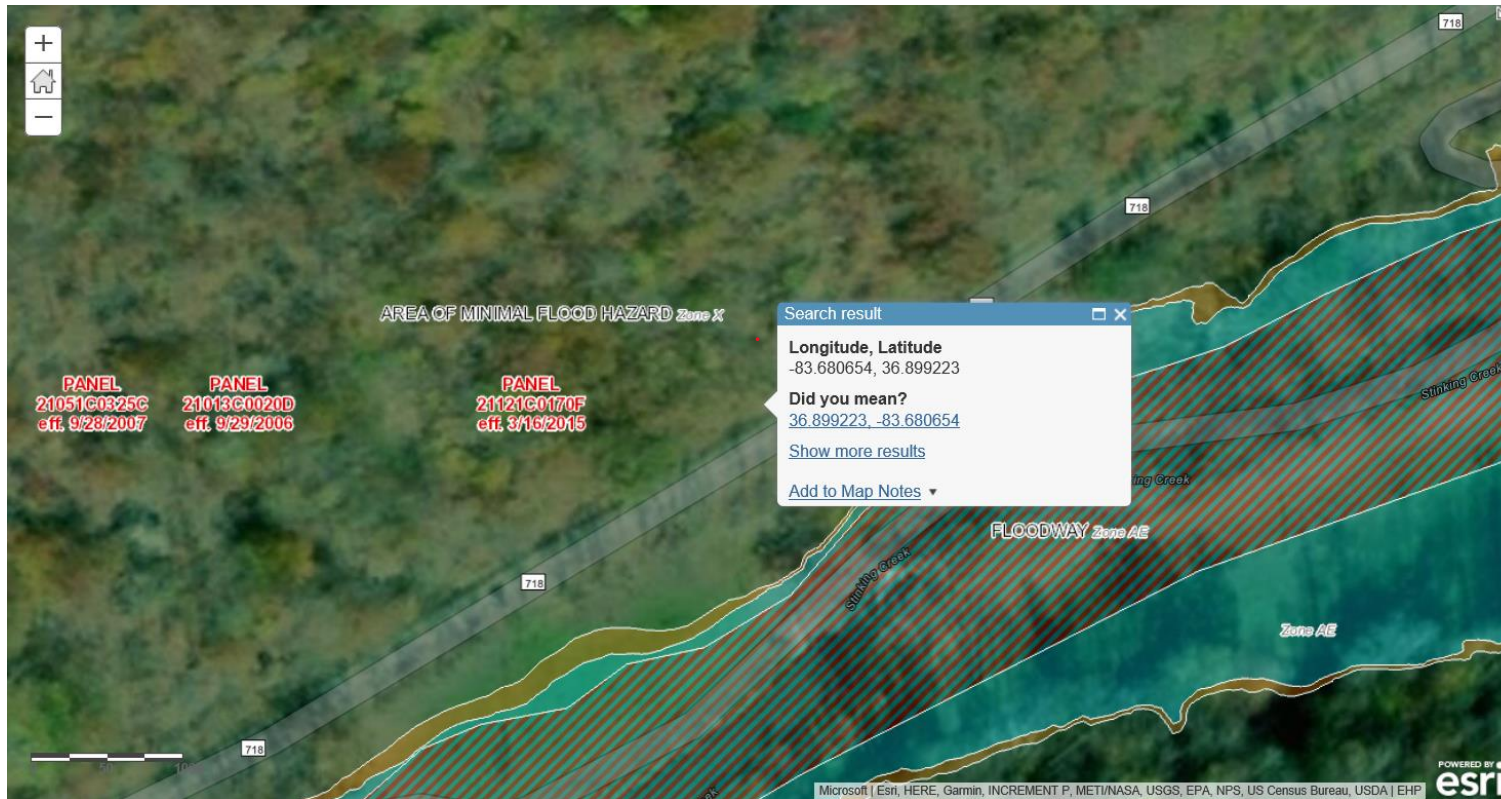 718
718
AREA OF MINIMAL FLOOD HAZARD Zone X
Search result
Longitude, Latitude
-83.680654, 36.899223
Did you mean?
36.899223, -83.680654
Show more results
Add to Map Notes
PANEL
21051C0325C
eff. 9/28/2007
PANEL
21013C0020D
eff. 9/29/2006
PANEL
21121C0170F
eff. 3/16/2015
Stinking Creek
ing Creek
FLOODWAY Zone AE
Stinking Creek
718
Zone AE
718
Microsoft | Esri, HERE, Garmin, INCREMENT P, METI/NASA, USGS, EPA, NPS, US Census Bureau, USDA | EHP
POWERED BY
esri